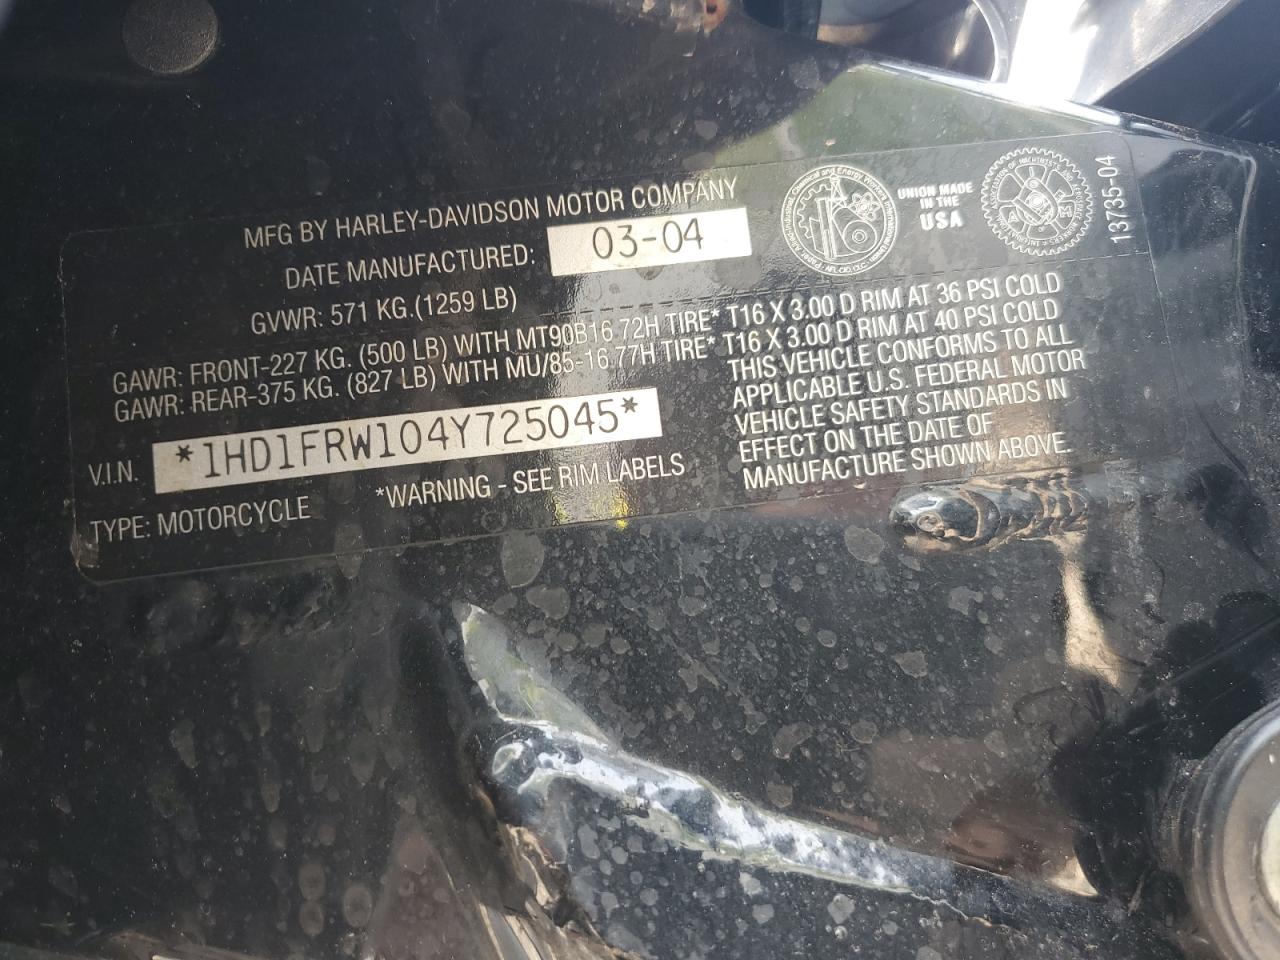 MFG BY HARLEY-DAVIDSON MOTOR COMPANY
DATE MANUFACTURED: 03-04
GVWR: 571 KG.(1259 LB)
GAWR: FRONT-227 KG. (500 LB) WITH MT90B16 72H TIRE* T16 X 3.00 D RIM AT 36 PSI COLD
GAWR: REAR-375 KG. (827 LB) WITH MU/85-16 77H TIRE* T16 X 3.00 D RIM AT 40 PSI COLD
V.I.N. *1HD1FRW104Y725045*
TYPE: MOTORCYCLE
*WARNING - SEE RIM LABELS
THIS VEHICLE CONFORMS TO ALL
APPLICABLE U.S. FEDERAL MOTOR
VEHICLE SAFETY STANDARDS IN
EFFECT ON THE DATE OF
MANUFACTURE SHOWN ABOVE.
UNION MADE
IN THE
USA
13735-04